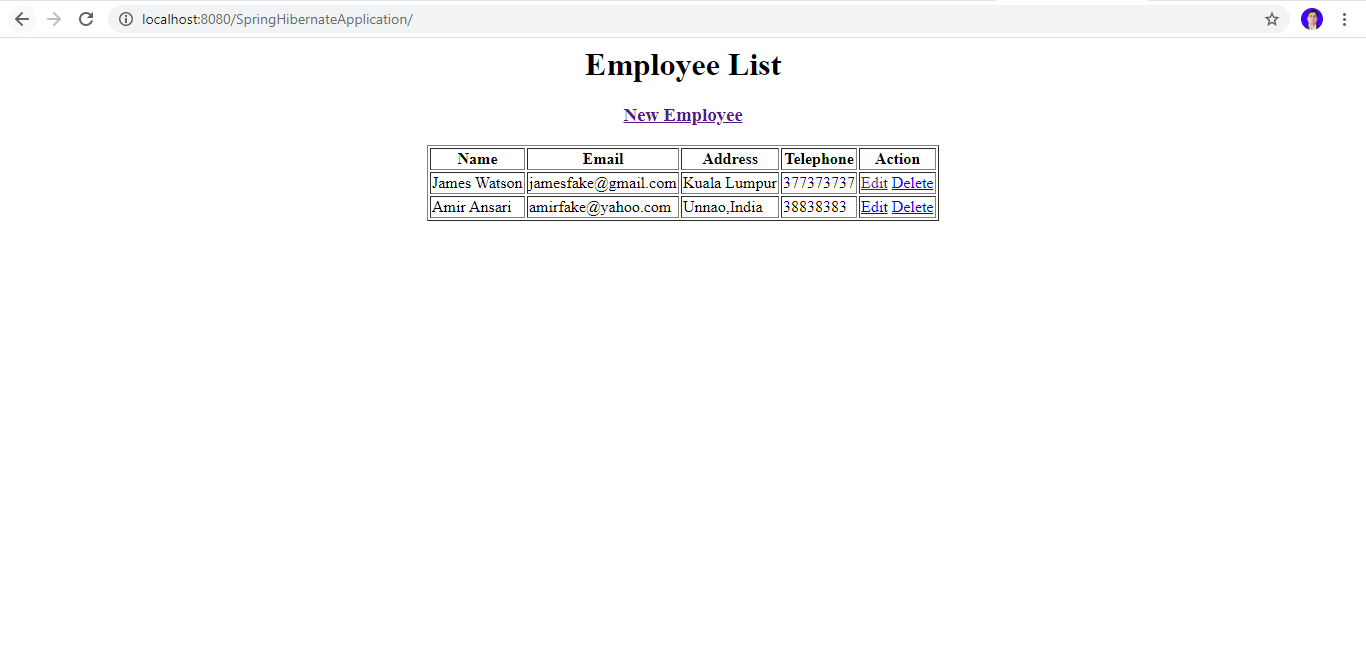 localhost:8080/SpringHibernateApplication/
Employee List
New Employee
Name Email Address Telephone Action
James Watson jamesfake@gmail.com Kuala Lumpur 377373737 Edit Delete
Amir Ansari amirfake@yahoo.com Unnao,India 38838383 Edit Delete